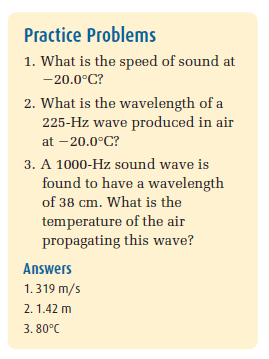 Practice Problems
1. What is the speed of sound at
−20.0°C?
2. What is the wavelength of a
225-Hz wave produced in air
at −20.0°C?
3. A 1000-Hz sound wave is
found to have a wavelength
of 38 cm. What is the
temperature of the air
propagating this wave?
Answers
1. 319 m/s
2. 1.42 m
3. 80°C